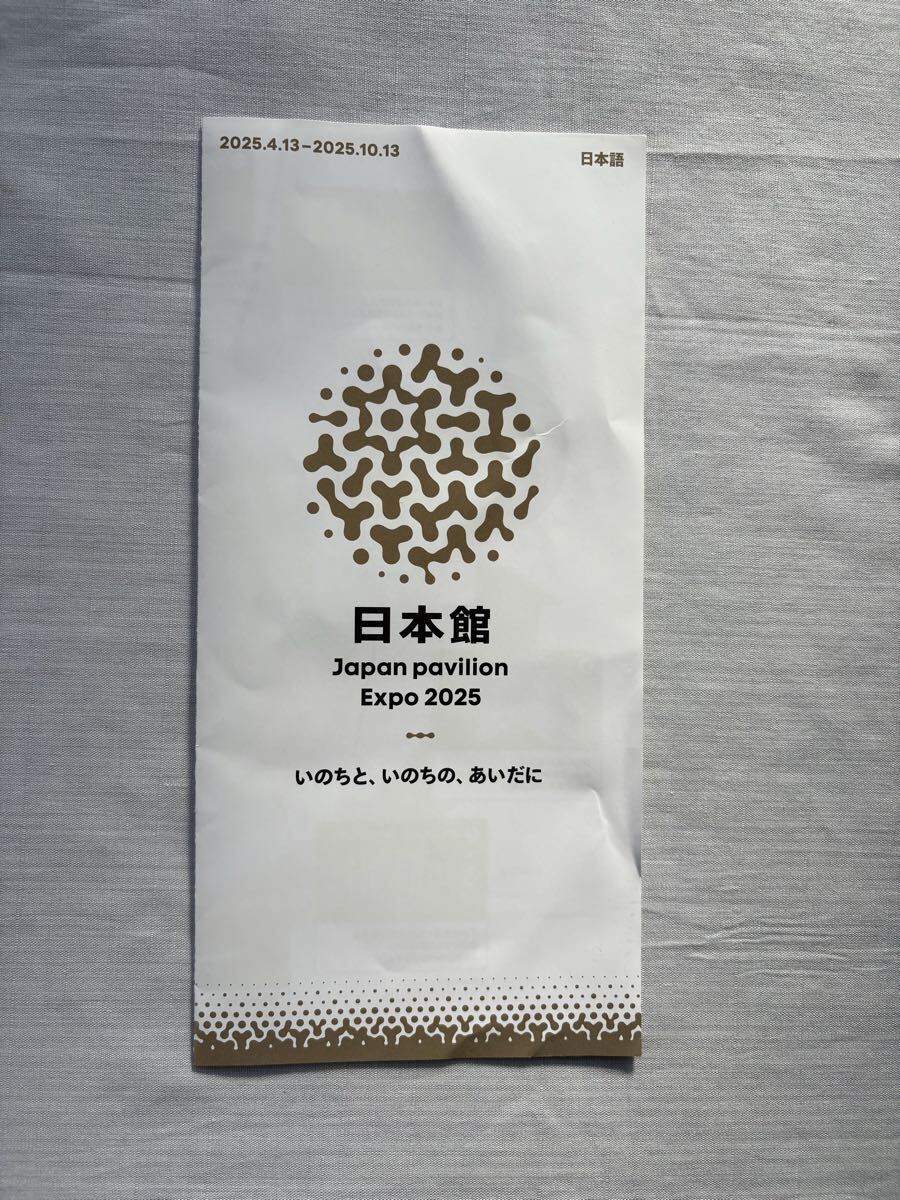 2025.4.13–2025.10.13
日本語
日本館
Japan pavilion
Expo 2025
いのちと、いのちの、あいだに